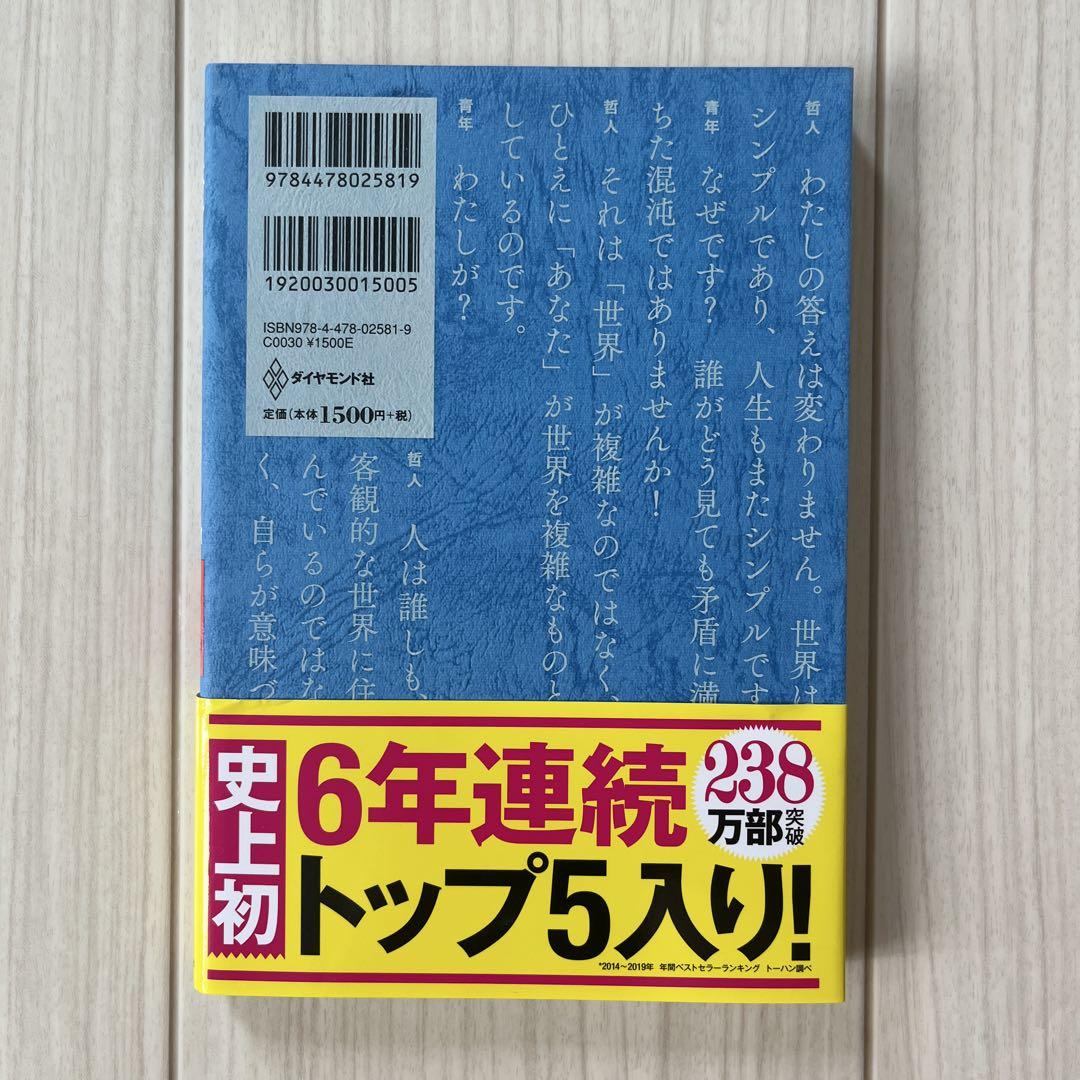 哲人　わたしの答えは変わりません。世界は
シンプルであり、人生もまたシンプルです
青年　なぜです？　誰がどう見ても矛盾に満
ちた混沌ではありませんか！
哲人　それは「世界」が複雑なのではなく、
ひとえに「あなた」が世界を複雑なものと
しているのです。
青年　わたしが？
哲人　人は誰しも、
客観的な世界に住
んでいるのではな
く、自らが意味づ
9784478025819
1920030015005
ISBN978-4-478-02581-9
C0030 ¥1500E
ダイヤモンド社
定価（本体1500円＋税）
史上初
6年連続
トップ5入り！
238
万部突破
*2014～2019年　年間ベストセラーランキング　トーハン調べ